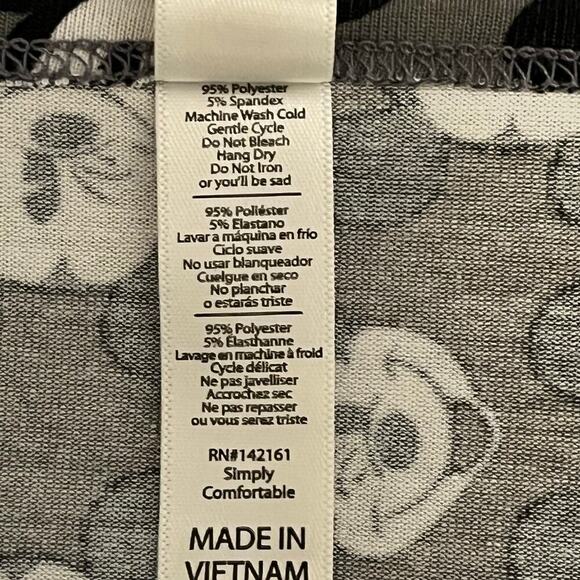 95% Polyester
5% Spandex
Machine Wash Cold
Gentle Cycle
Do Not Bleach
Hang Dry
Do Not Iron
or you'll be sad
95% Poliéster
5% Elastano
Lavar a máquina en frío
Ciclo suave
No usar blanqueador
Cuelgue en seco
No planchar
o estarás triste
95% Polyester
5% Élasthanne
Lavage en machine à froid
Cycle délicat
Ne pas javelliser
Accrochez sec
Ne pas repasser
ou vous serez triste
RN#142161
Simply
Comfortable
MADE IN
VIETNAM